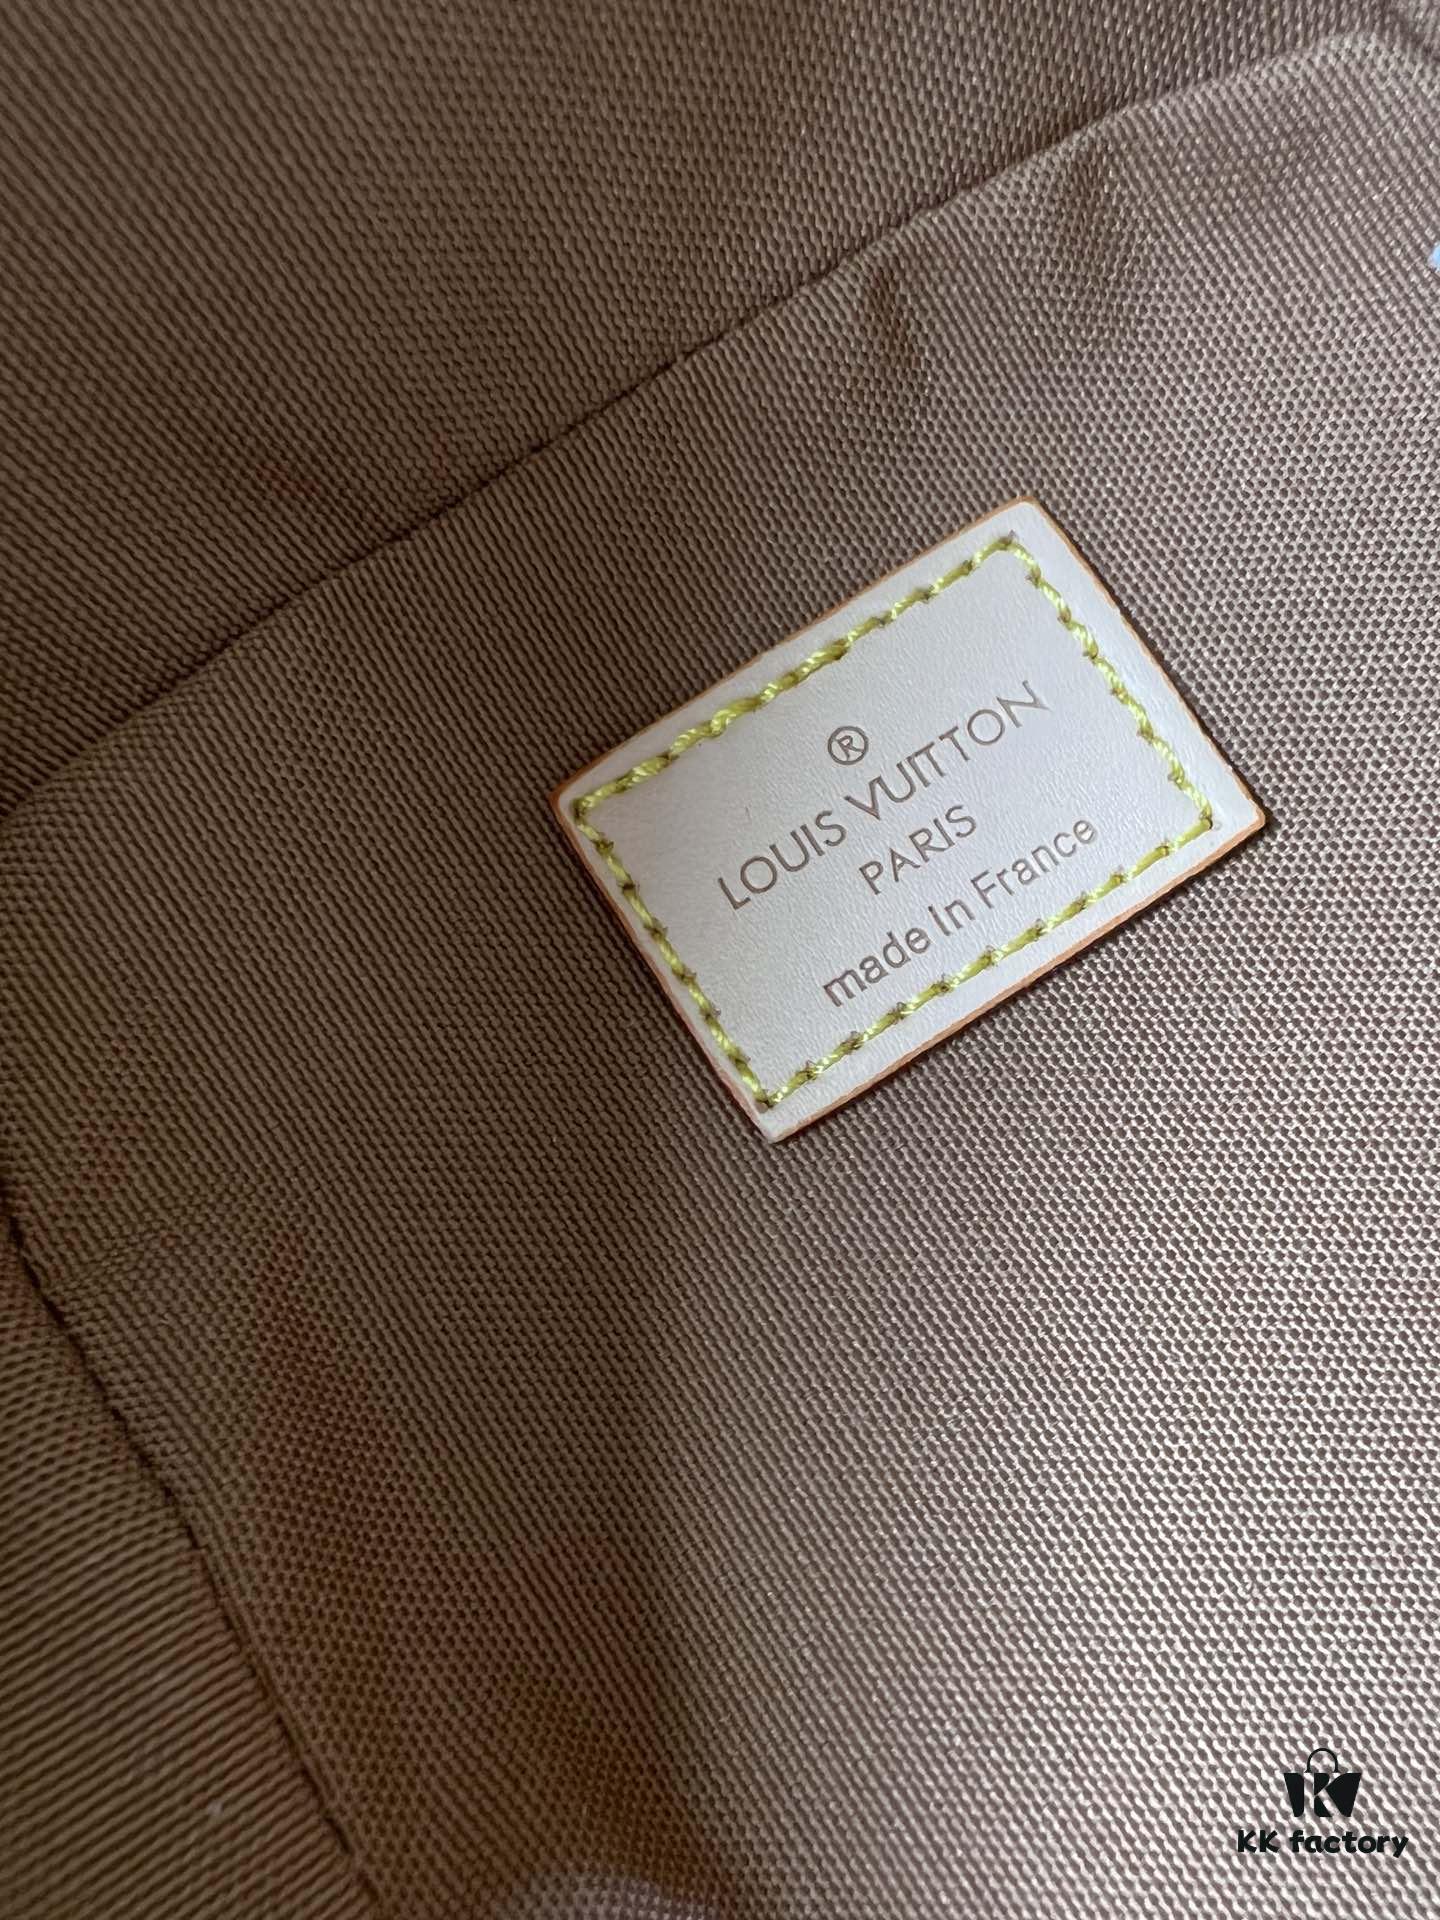 ®
LOUIS VUITTON
PARIS
made in France
KK factory